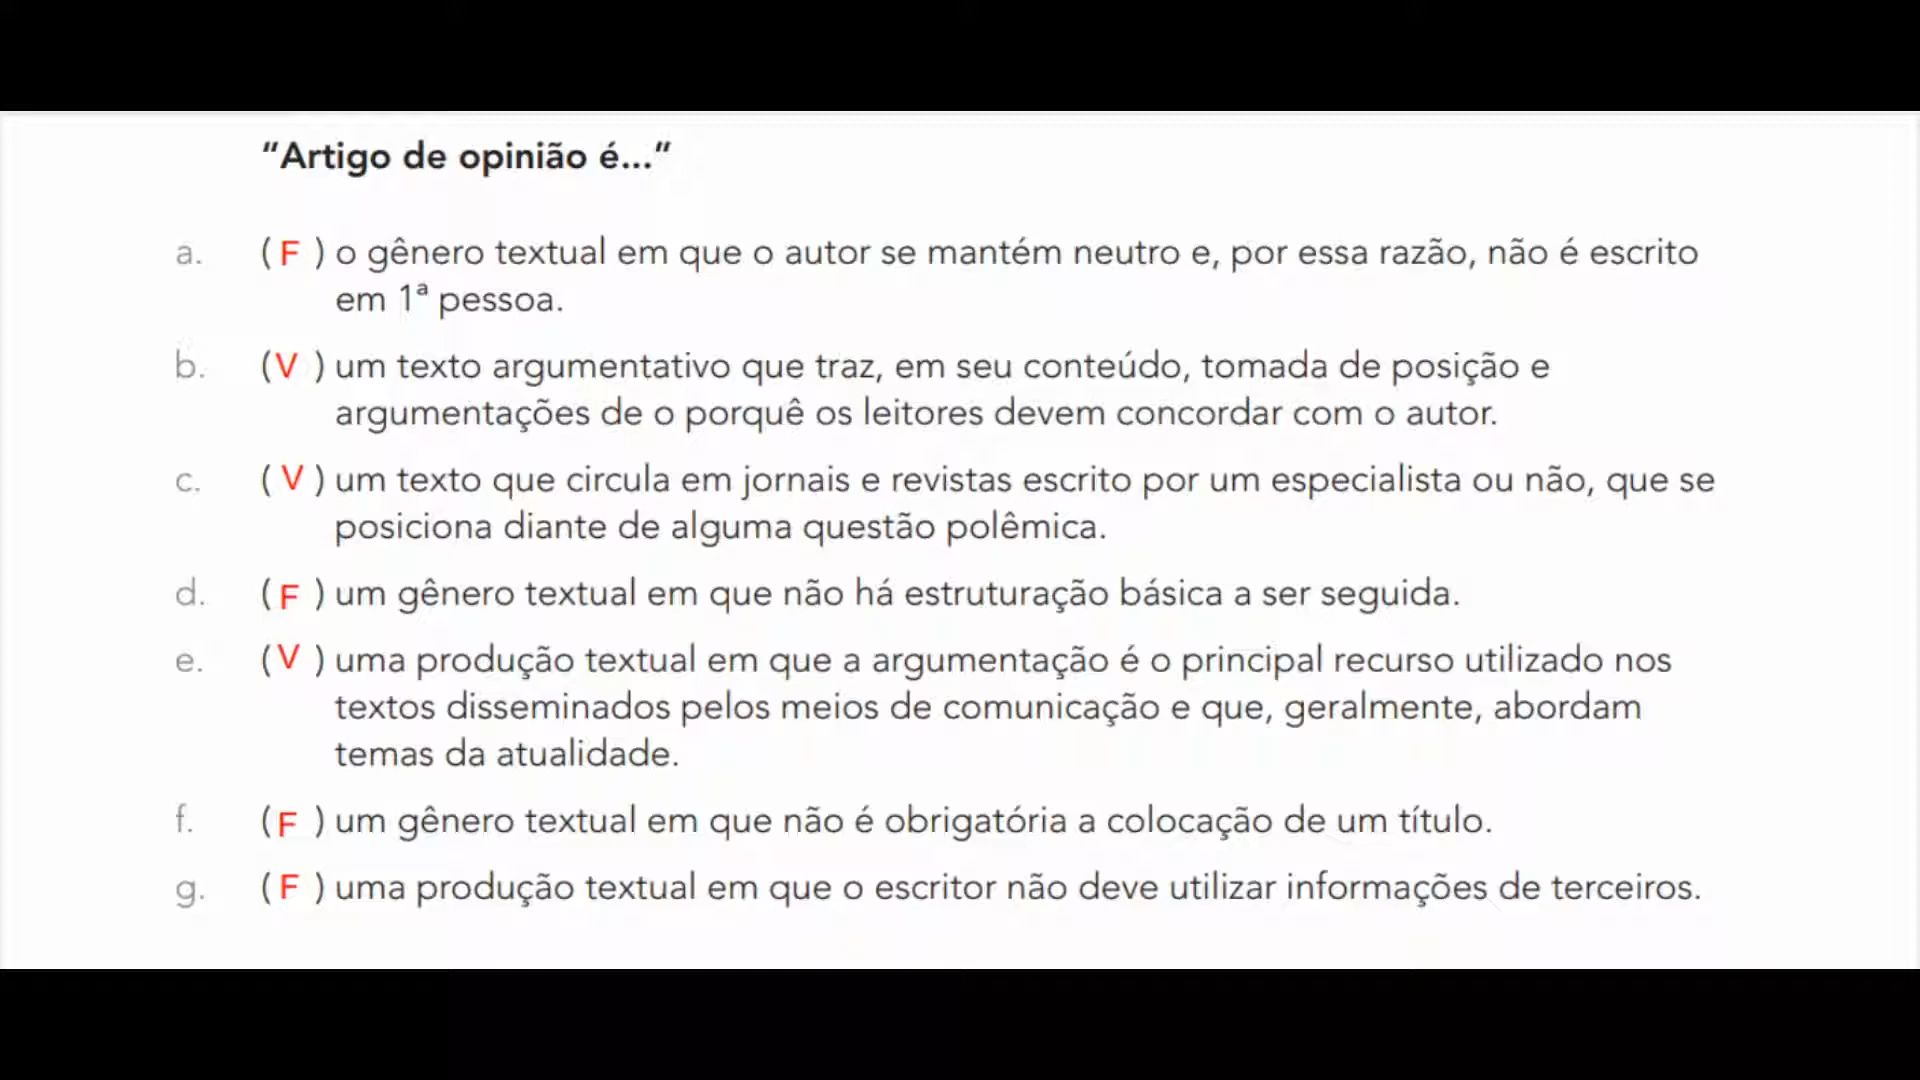 “Artigo de opinião é...”
a. ( F ) o gênero textual em que o autor se mantém neutro e, por essa razão, não é escrito
em 1ª pessoa.
b. (V ) um texto argumentativo que traz, em seu conteúdo, tomada de posição e
argumentações de o porquê os leitores devem concordar com o autor.
c. ( V ) um texto que circula em jornais e revistas escrito por um especialista ou não, que se
posiciona diante de alguma questão polêmica.
d. ( F ) um gênero textual em que não há estruturação básica a ser seguida.
e. (V ) uma produção textual em que a argumentação é o principal recurso utilizado nos
textos disseminados pelos meios de comunicação e que, geralmente, abordam
temas da atualidade.
f. ( F ) um gênero textual em que não é obrigatória a colocação de um título.
g. ( F ) uma produção textual em que o escritor não deve utilizar informações de terceiros.